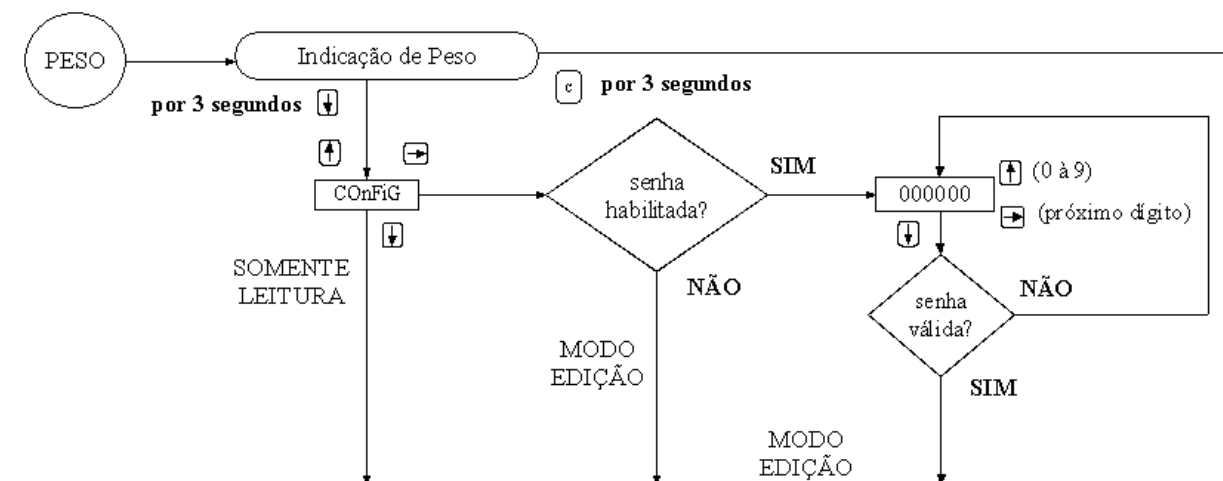 PESO
Indicação de Peso
por 3 segundos
c por 3 segundos
COnFiG
SOMENTE
LEITURA
senha
habilitada?
SIM
NÃO
MODO
EDIÇÃO
000000
(0 à 9)
(próximo dígito)
senha
válida?
NÃO
SIM
MODO
EDIÇÃO